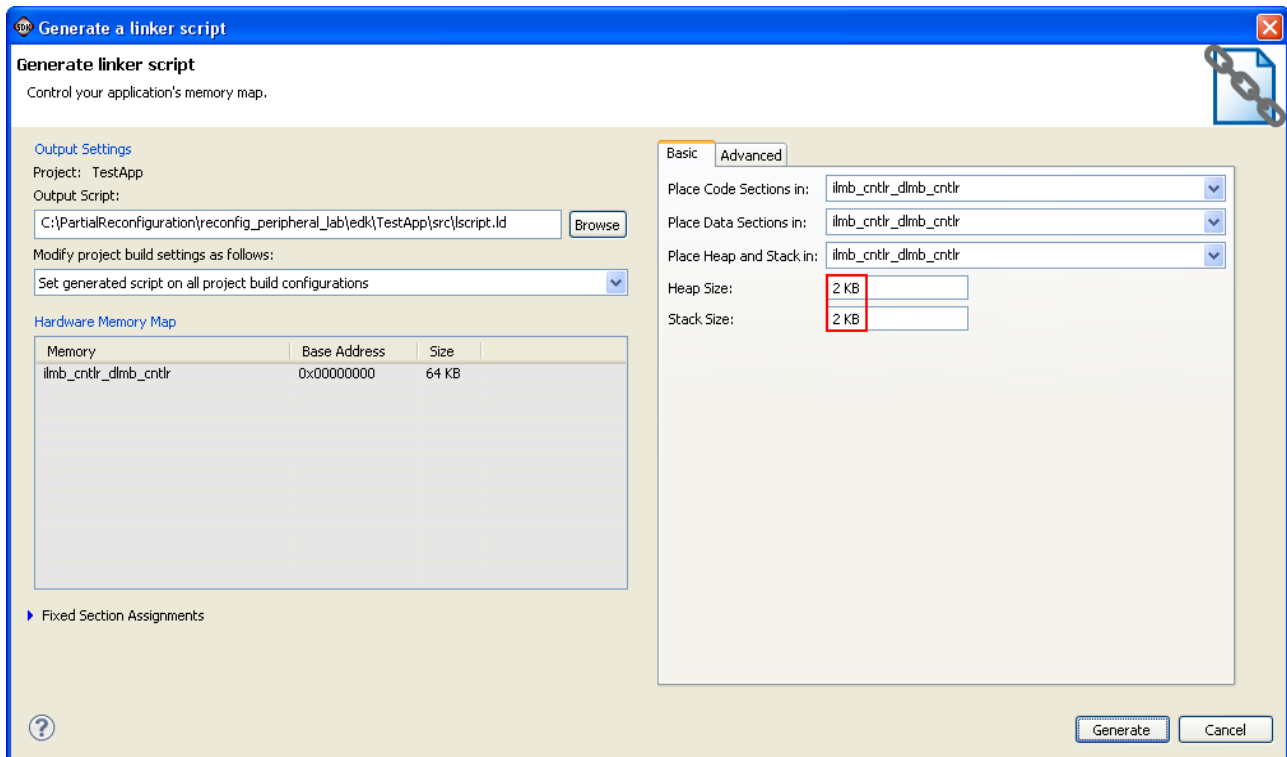 SDK Generate a linker script
Generate linker script
Control your application's memory map.
Output Settings
Project: TestApp
Output Script:
C:\PartialReconfiguration\reconfig_peripheral_lab\edk\TestApp\src\lscript.ld Browse
Modify project build settings as follows:
Set generated script on all project build configurations
Hardware Memory Map
Memory Base Address Size
ilmb_cntlr_dlmb_cntlr 0x00000000 64 KB
Fixed Section Assignments
Basic Advanced
Place Code Sections in: ilmb_cntlr_dlmb_cntlr
Place Data Sections in: ilmb_cntlr_dlmb_cntlr
Place Heap and Stack in: ilmb_cntlr_dlmb_cntlr
Heap Size: 2 KB
Stack Size: 2 KB
? Generate Cancel